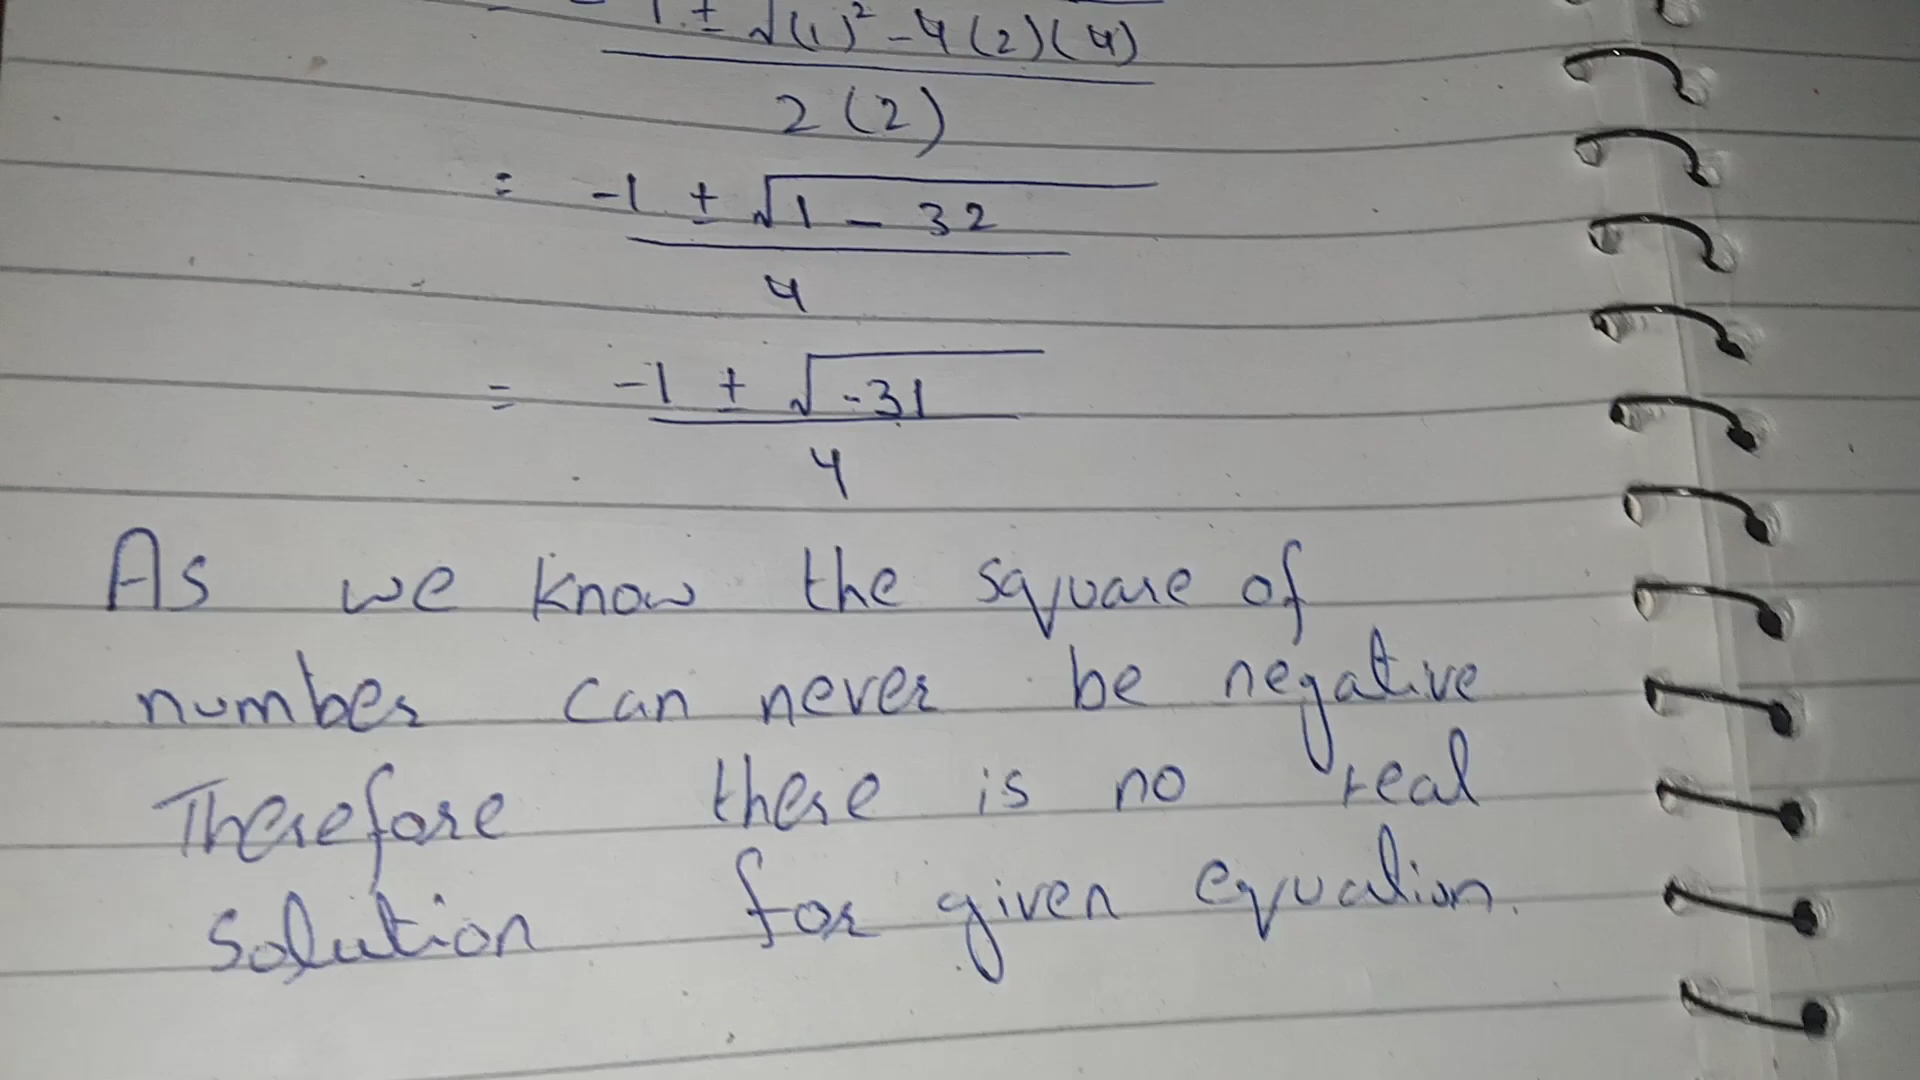 = 1 ± √(1)² - 4(2)(4)
2(2)
= -1 ± √1 - 32
4
= -1 ± √-31
4
As we know the square of
number can never be negative
Therefore there is no real
solution for given equation.